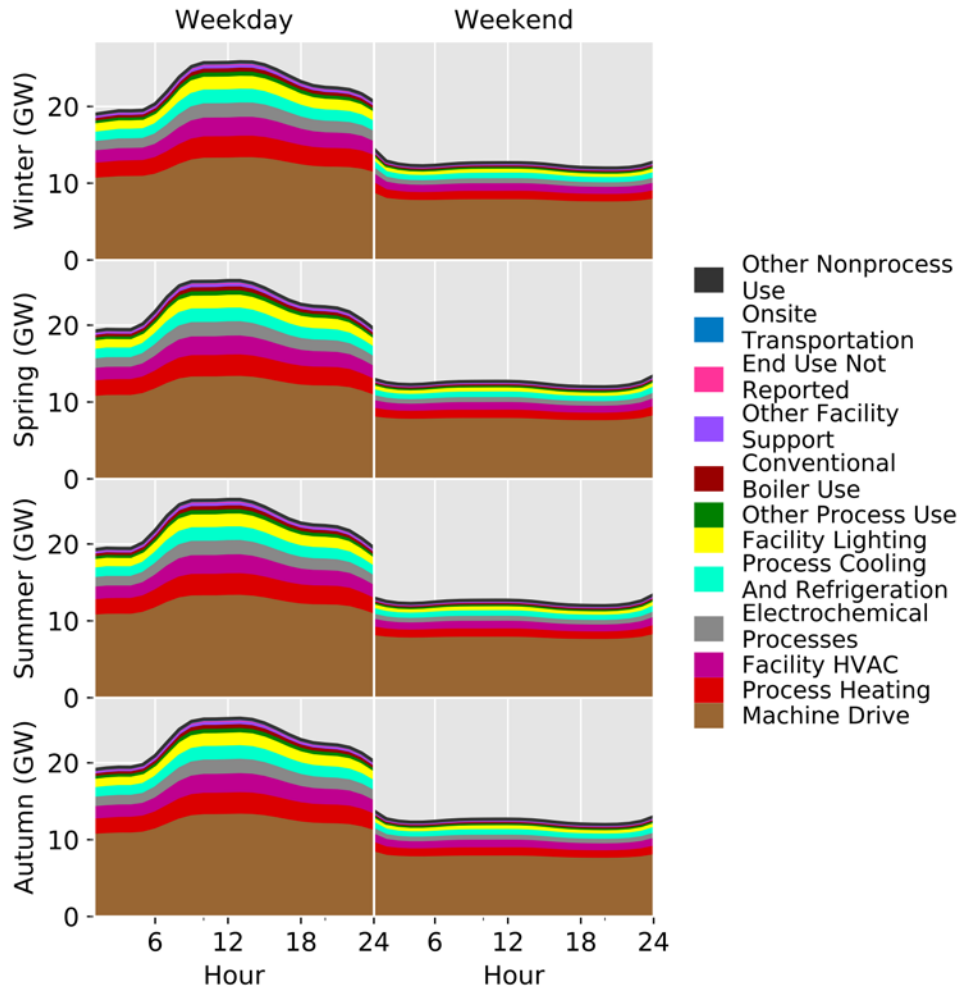 Weekday
Weekend
Winter (GW)
20
10
0
Spring (GW)
20
10
0
Summer (GW)
20
10
0
Autumn (GW)
20
10
0
6 12 18 24 6 12 18 24
Hour
Hour
Other Nonprocess
Use
Onsite
Transportation
End Use Not
Reported
Other Facility
Support
Conventional
Boiler Use
Other Process Use
Facility Lighting
Process Cooling
And Refrigeration
Electrochemical
Processes
Facility HVAC
Process Heating
Machine Drive